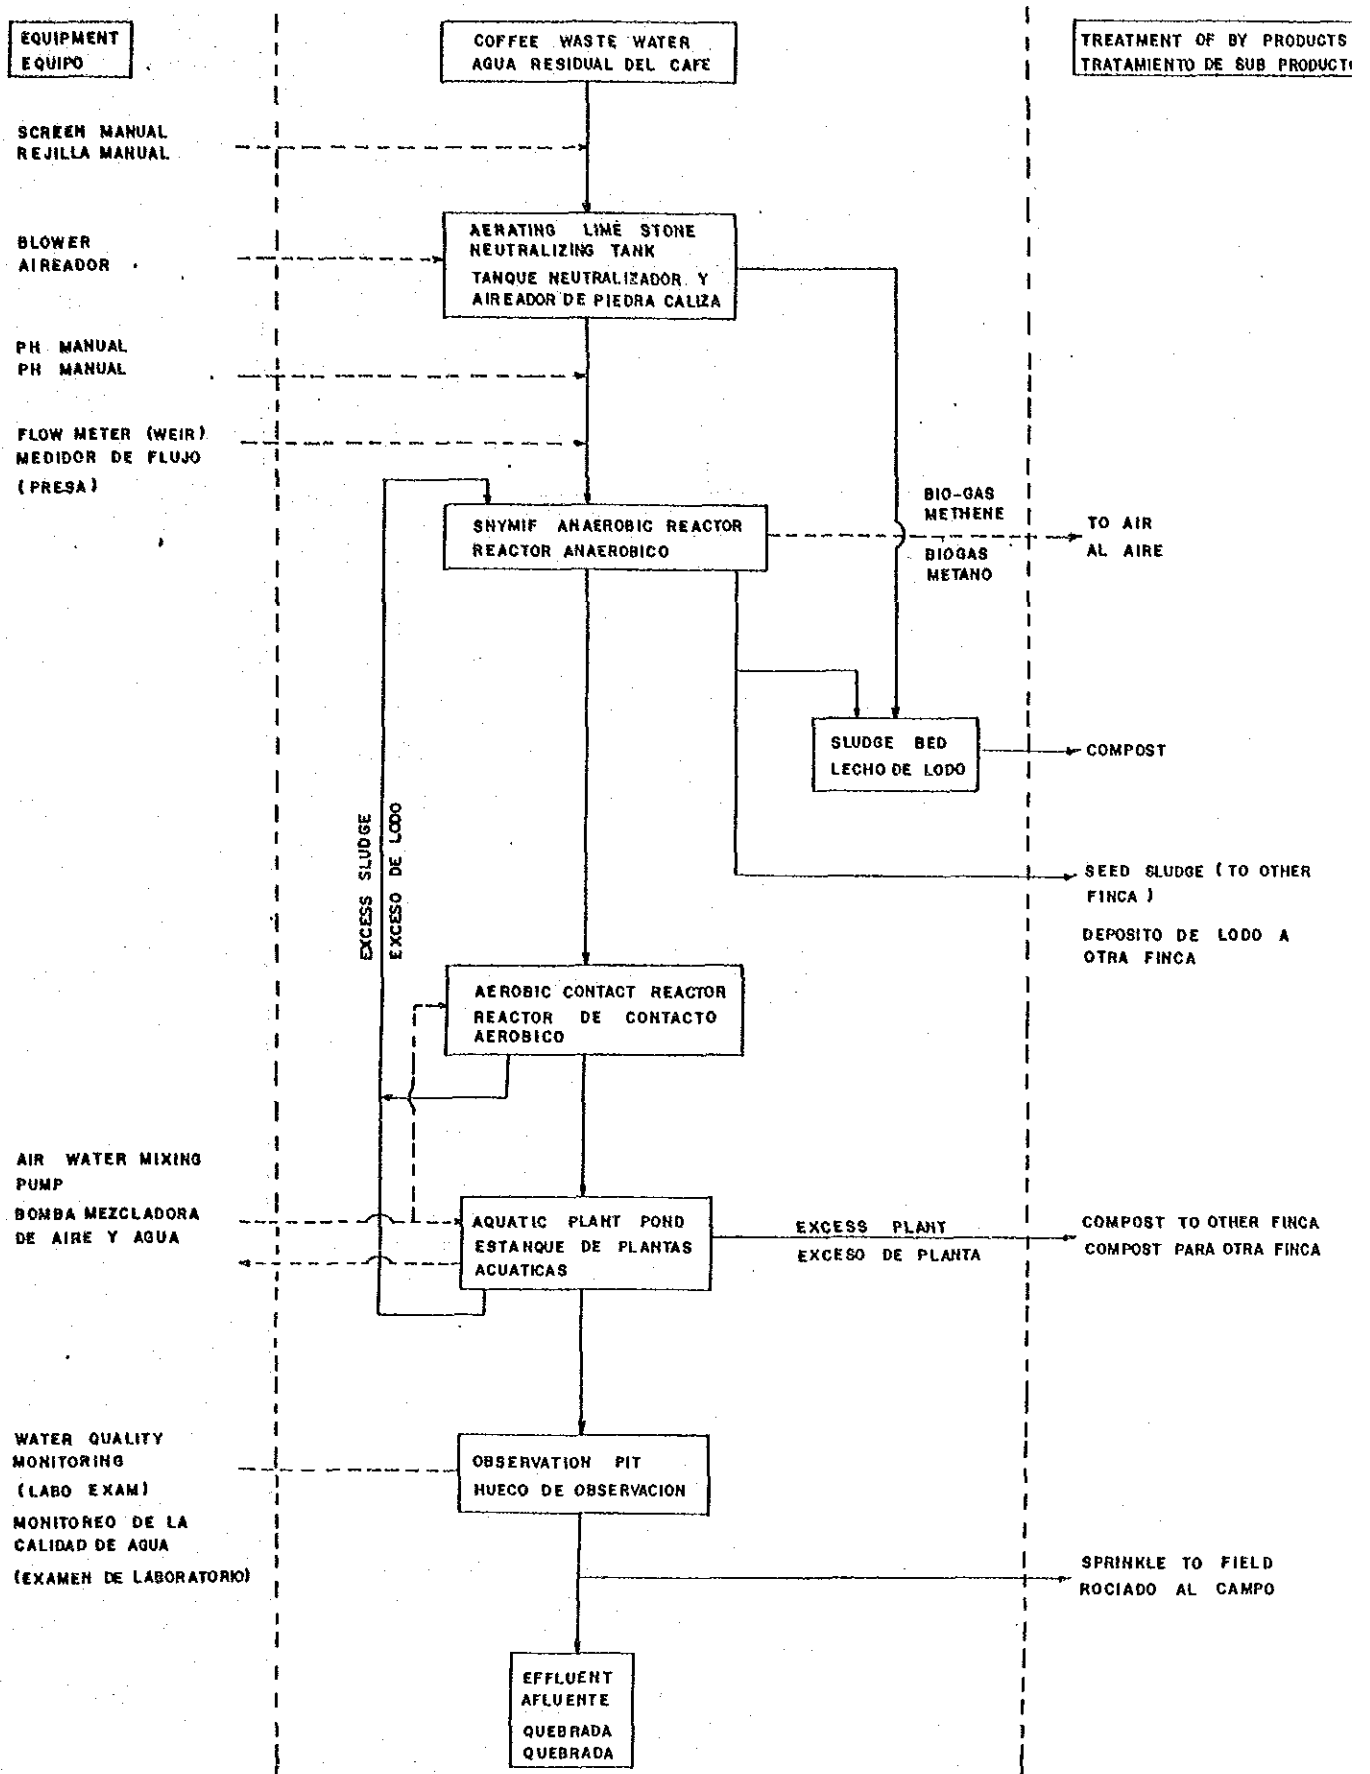 EQUIPMENT
EQUIPO
COFFEE WASTE WATER
AGUA RESIDUAL DEL CAFE
TREATMENT OF BY PRODUCTS
TRATAMIENTO DE SUB PRODUCTO
SCREEN MANUAL
REJILLA MANUAL
BLOWER
AIREADOR
AERATING LIME STONE
NEUTRALIZING TANK
TANQUE NEUTRALIZADOR Y
AIREADOR DE PIEDRA CALIZA
PH MANUAL
PH MANUAL
FLOW METER (WEIR)
MEDIDOR DE FLUJO
(PRESA)
SNYMIF ANAEROBIC REACTOR
REACTOR ANAEROBICO
BIO-GAS
METHENE
BIOGAS
METANO
TO AIR
AL AIRE
SLUDGE BED
LECHO DE LODO
COMPOST
EXCESS SLUDGE
EXCESO DE LODO
SEED SLUDGE (TO OTHER
FINCA)
DEPOSITO DE LODO A
OTRA FINCA
AEROBIC CONTACT REACTOR
REACTOR DE CONTACTO
AEROBICO
AIR WATER MIXING
PUMP
BOMBA MEZCLADORA
DE AIRE Y AGUA
AQUATIC PLANT POND
ESTANQUE DE PLANTAS
ACUATICAS
EXCESS PLANT
EXCESO DE PLANTA
COMPOST TO OTHER FINCA
COMPOST PARA OTRA FINCA
WATER QUALITY
MONITORING
(LABO EXAM)
MONITOREO DE LA
CALIDAD DE AGUA
(EXAMEN DE LABORATORIO)
OBSERVATION PIT
HUECO DE OBSERVACION
SPRINKLE TO FIELD
ROCIADO AL CAMPO
EFFLUENT
AFLUENTE
QUEBRADA
QUEBRADA